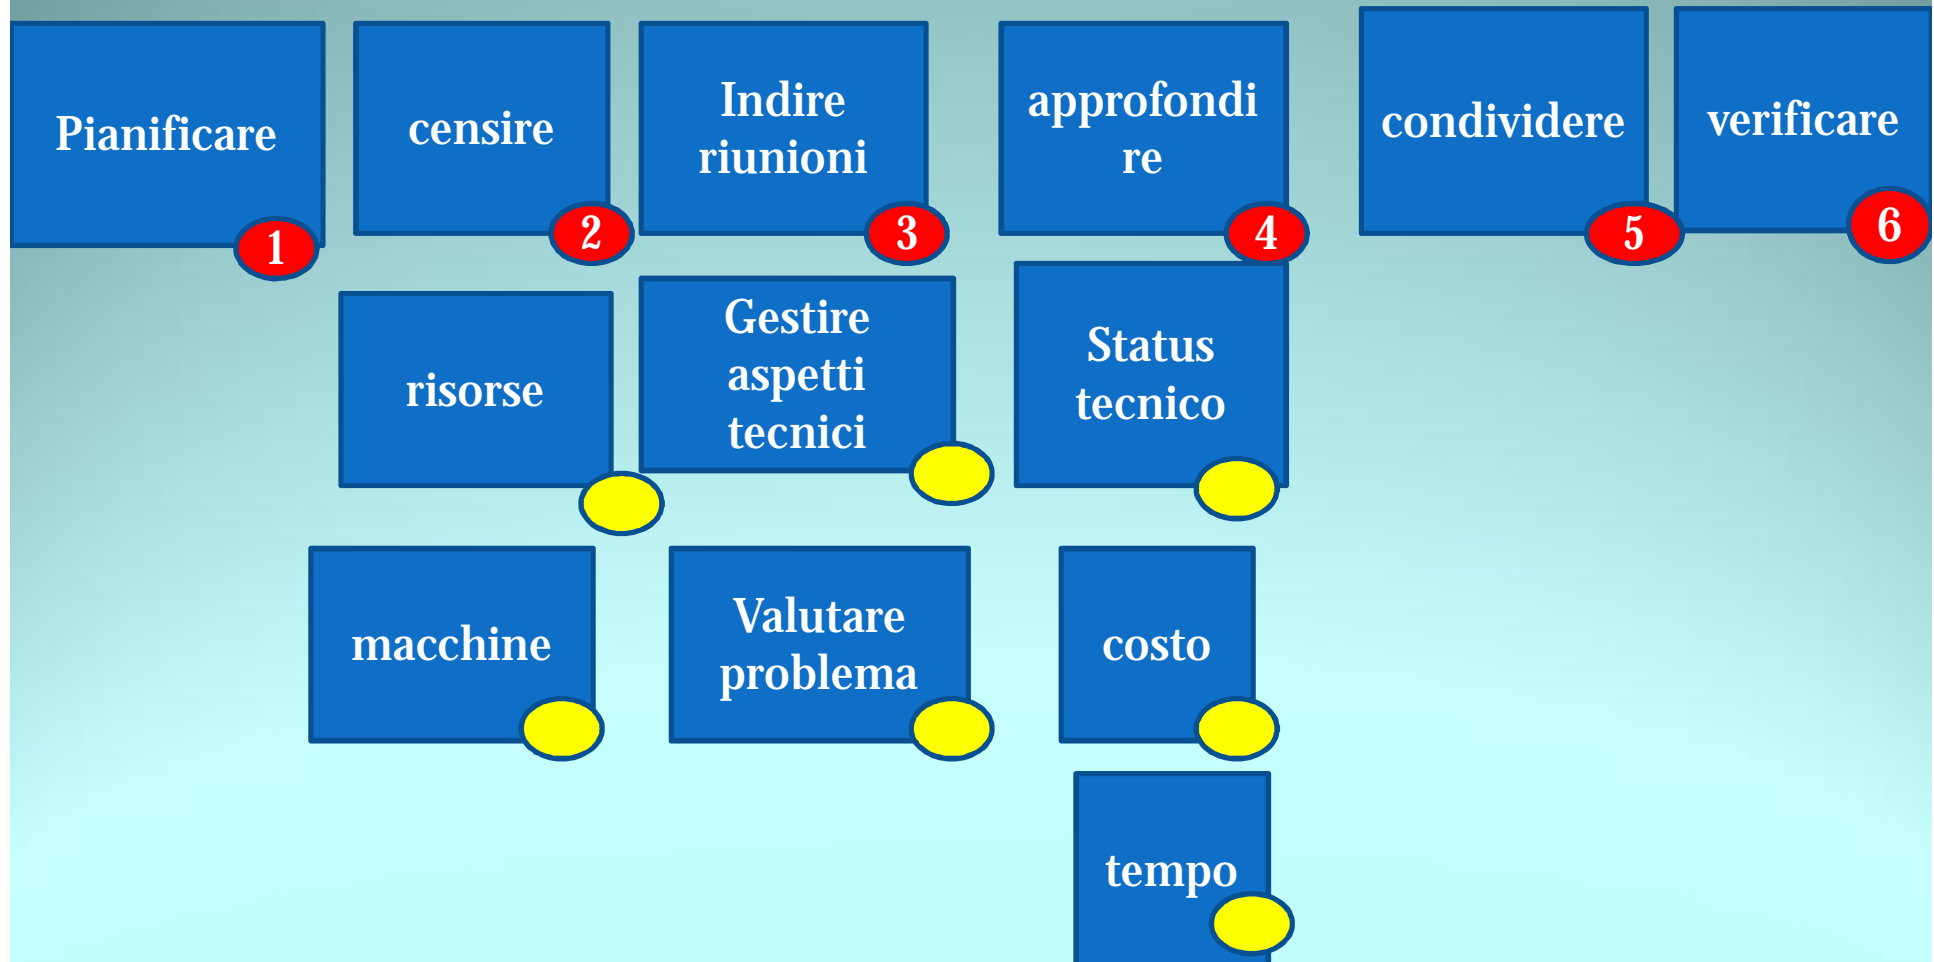 Pianificare
1
censire
2
Indire
riunioni
3
approfondi
re
4
condividere
5
verificare
6
risorse
Gestire
aspetti
tecnici
Status
tecnico
macchine
Valutare
problema
costo
tempo